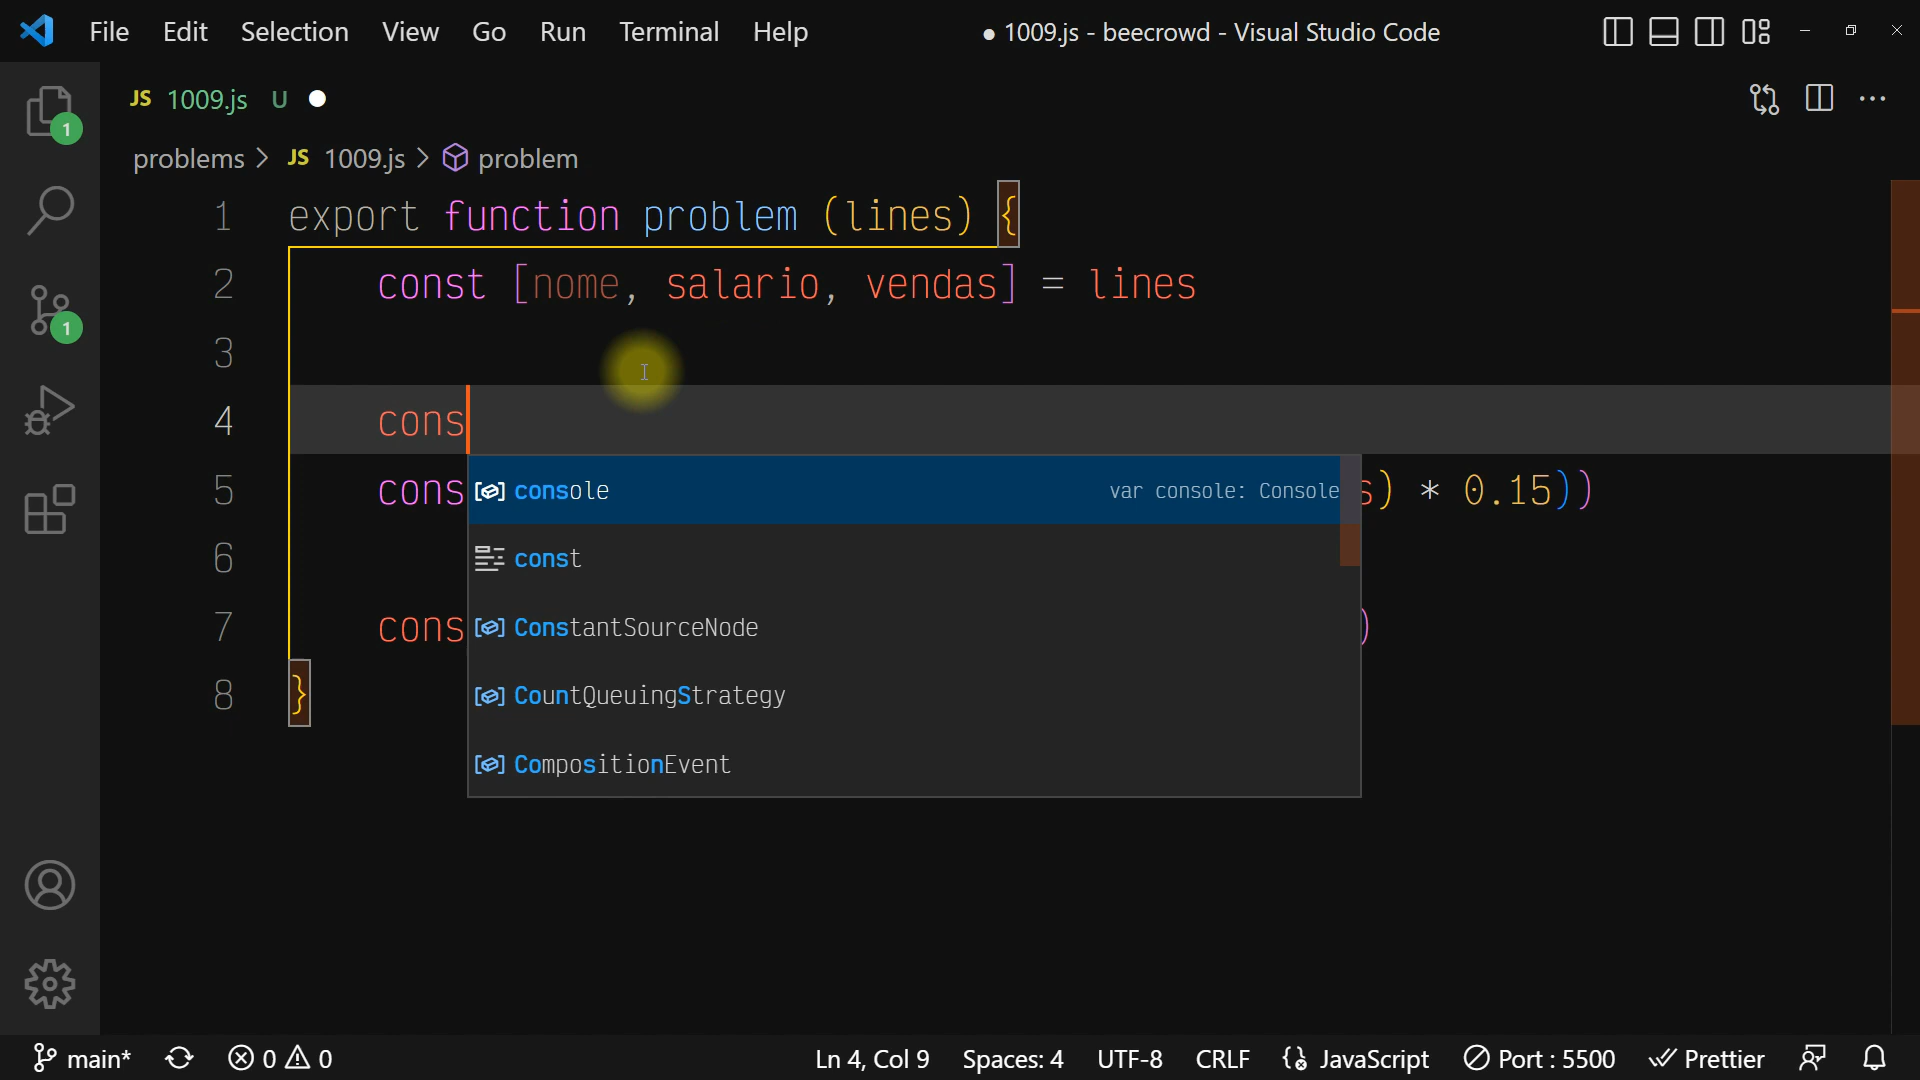 File Edit Selection View Go Run Terminal Help ● 1009.js - beecrowd - Visual Studio Code
JS 1009.js U
problems > JS 1009.js > problem
1 export function problem (lines) {
2 const [nome, salario, vendas] = lines
3
4 cons
5 cons s) * 0.15))
console var console: Console
6
const
7 cons )
ConstantSourceNode
8 }
CountQueuingStrategy
CompositionEvent
1
1
main* 0 0 Ln 4, Col 9 Spaces: 4 UTF-8 CRLF {} JavaScript Port : 5500 Prettier